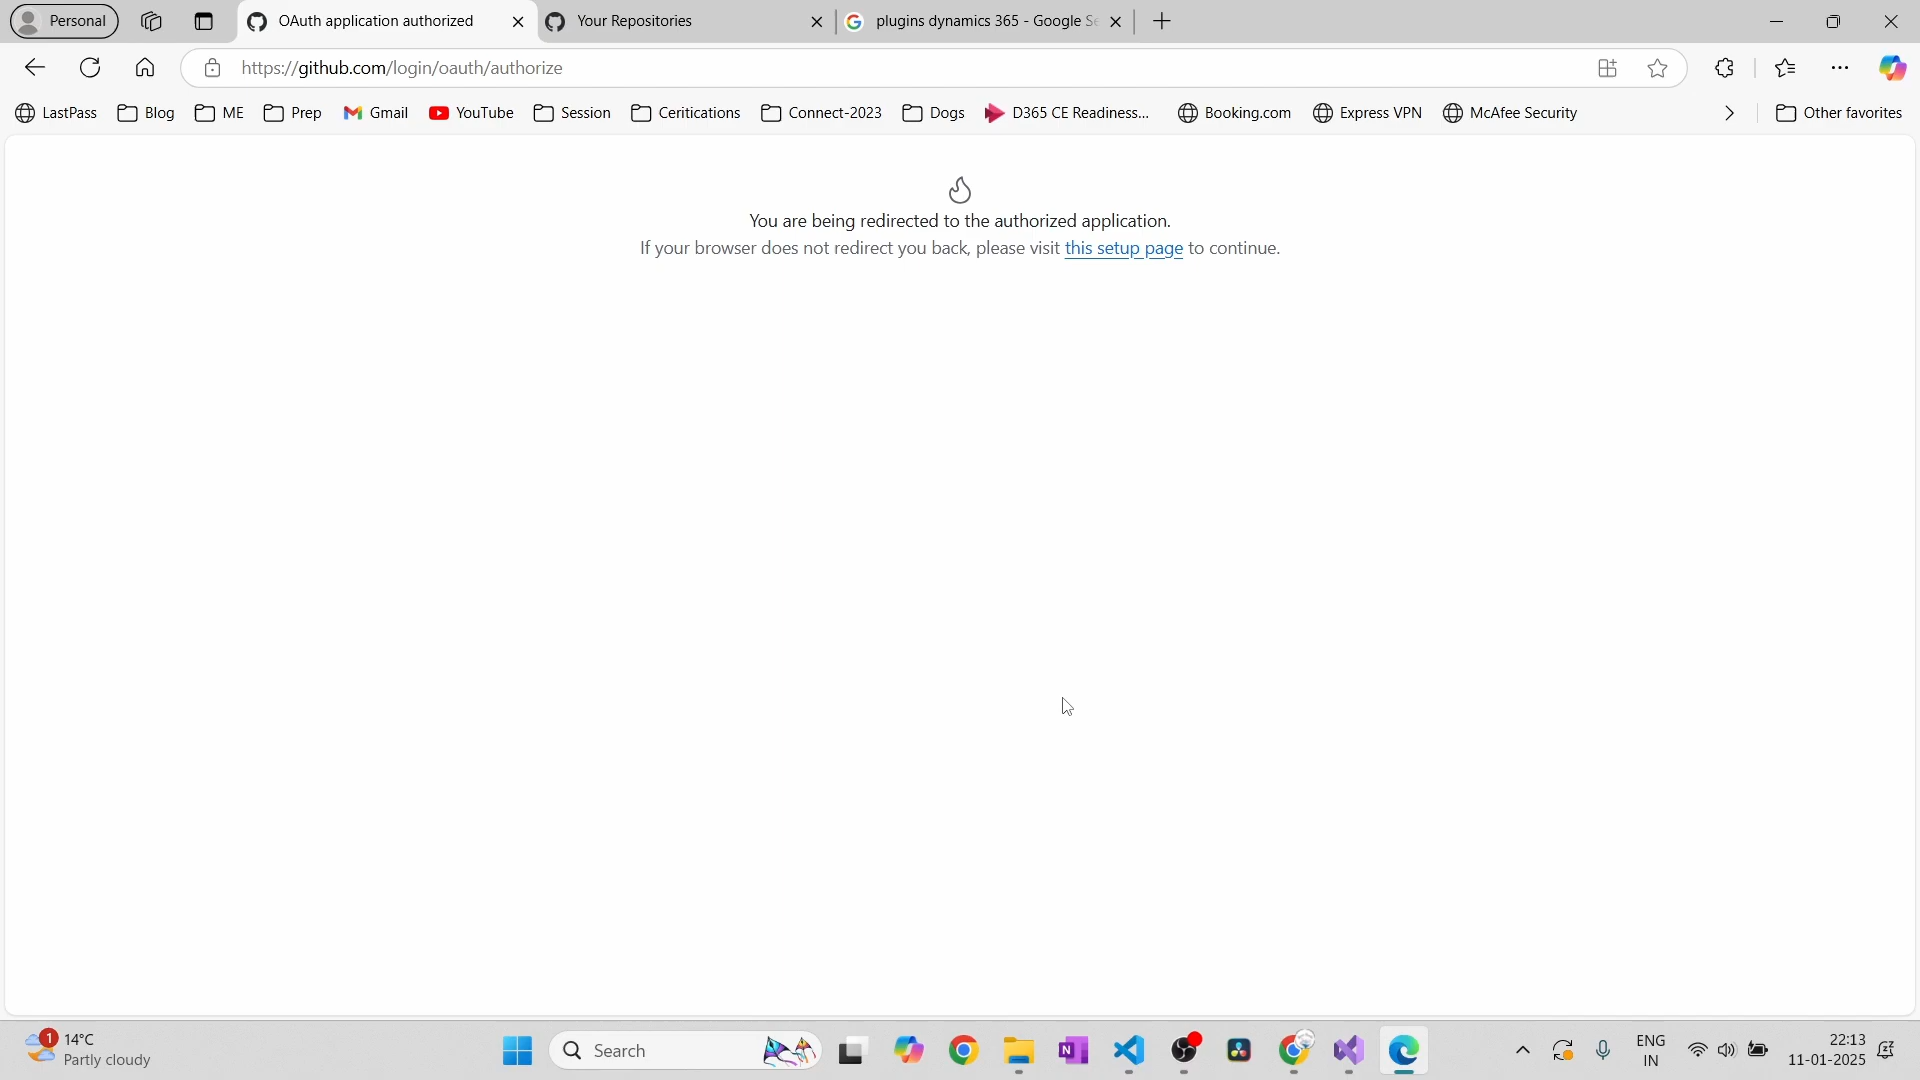 Personal
OAuth application authorized
Your Repositories
plugins dynamics 365 - Google Se
https://github.com/login/oauth/authorize
LastPass
Blog
ME
Prep
Gmail
YouTube
Session
Ceritications
Connect-2023
Dogs
D365 CE Readiness...
Booking.com
Express VPN
McAfee Security
Other favorites
You are being redirected to the authorized application.
If your browser does not redirect you back, please visit this setup page to continue.
1
14°C
Partly cloudy
Search
N
ENG
IN
22:13
11-01-2025